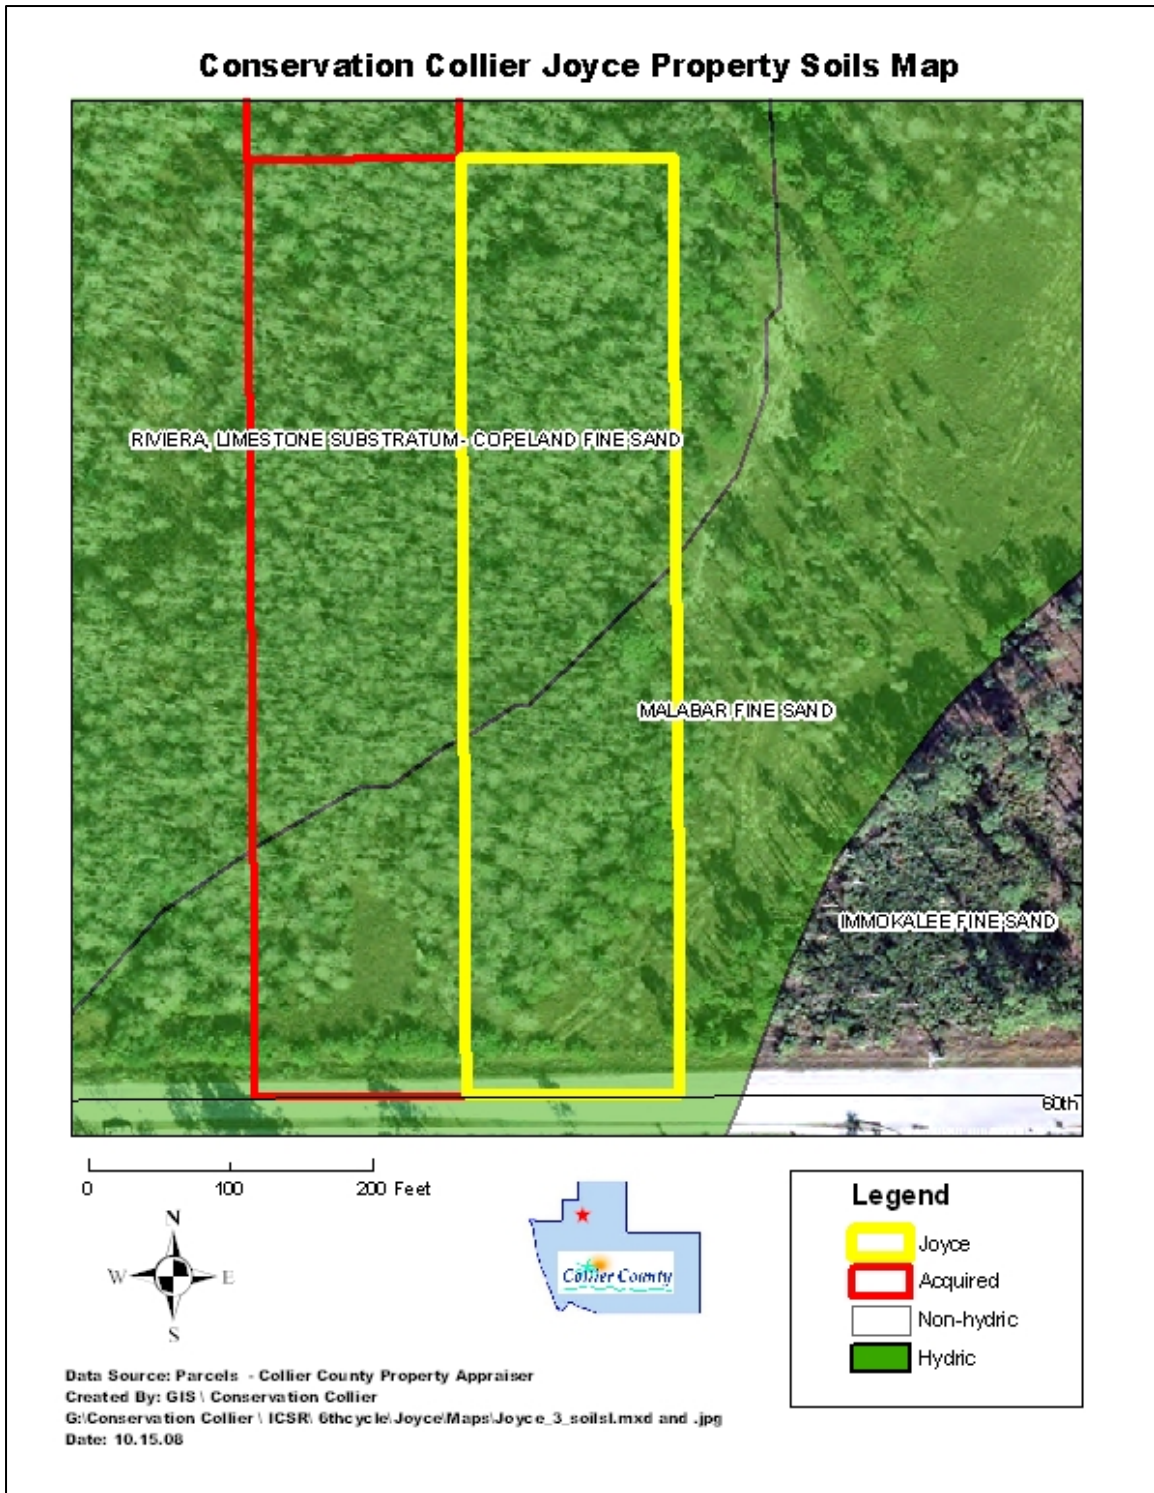 Conservation Collier Joyce Property Soils Map
RIVIERA, LIMESTONE SUBSTRATUM- COPELAND FINE SAND
MALABAR FINE SAND
IMMOKALEE FINE SAND
60th
0 100 200 Feet
N
W E
S
Collier County
Legend
Joyce
Acquired
Non-hydric
Hydric
Data Source: Parcels - Collier County Property Appraiser
Created By: GIS \ Conservation Collier
G:\Conservation Collier \ ICSR\ 6thcycle\Joyce\Maps\Joyce_3_soilsl.mxd and .jpg
Date: 10.15.08